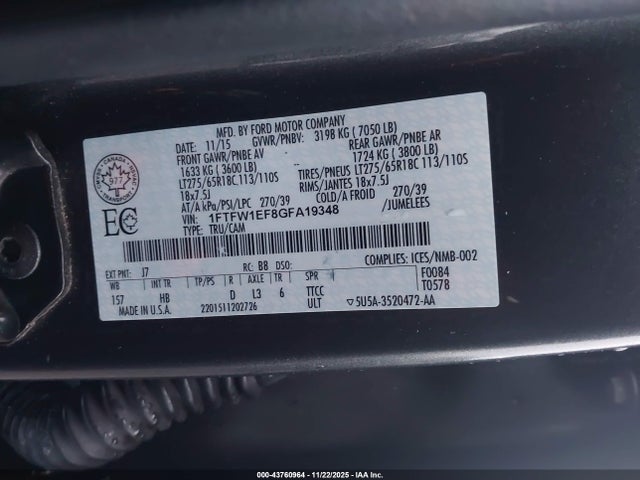 MFD. BY FORD MOTOR COMPANY
DATE: 11/15 GVWR/PNBV: 3198 KG ( 7050 LB)
FRONT GAWR/PNBE AV REAR GAWR/PNBE AR
1633 KG ( 3600 LB) 1724 KG ( 3800 LB)
LT275/65R18C 113/110S TIRES/PNEUS LT275/65R18C 113/110S
18x7.5J RIMS/JANTES 18x7.5J
AT/A kPa/PSI/LPC 270/39 COLD/A FROID 270/39
VIN: 1FTFW1EF8GFA19348 /JUMELEES
TYPE: TRU/CAM
CANADA
977
EC
COMPLIES: ICES/NMB-002
EXT PNT: J7 RC: B8 DSO: F0084
WB INT TR TP/PS R AXLE TR SPR T0578
157 HB D L3 6 TTCC
MADE IN U.S.A. 2201511202726 ULT ▽5U5A-3520472-AA
000-43760964 - 11/22/2025 - IAAI.COM